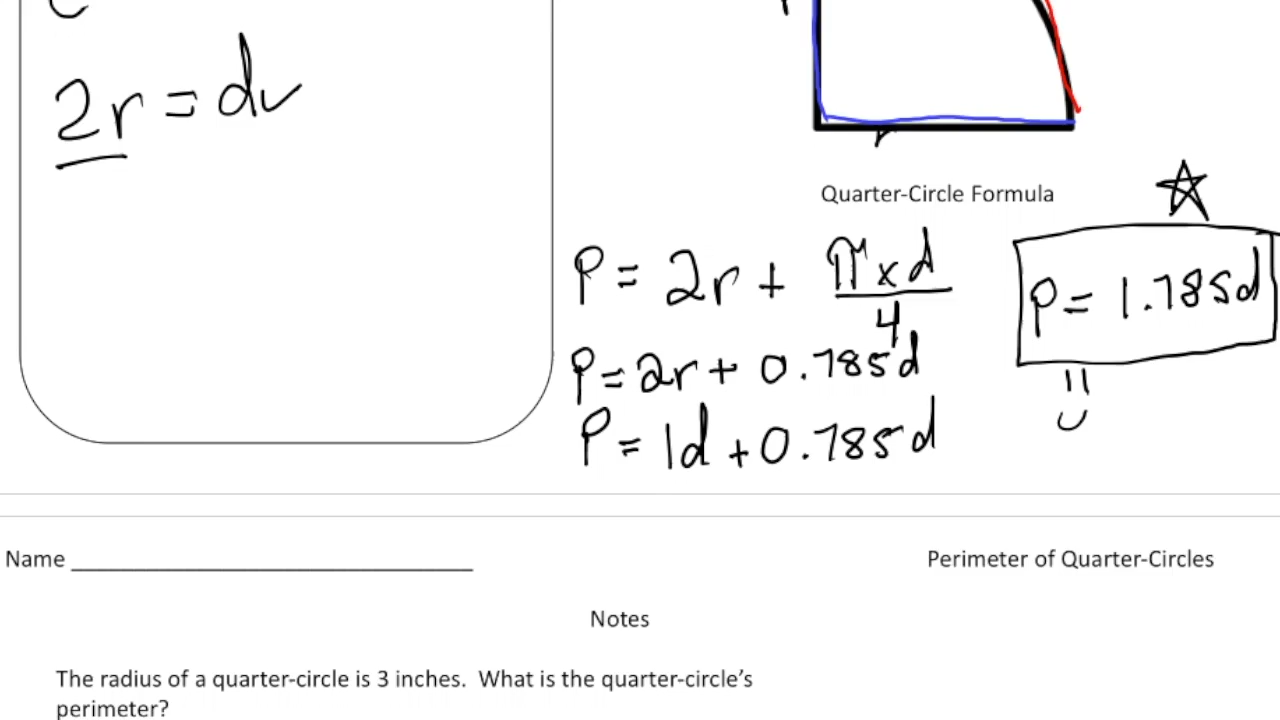 2r = d
r
Quarter-Circle Formula
P = 2r + π x d / 4
P = 1.785d
P = 2r + 0.785d
P = 1d + 0.785d
Name
Perimeter of Quarter-Circles
Notes
The radius of a quarter-circle is 3 inches. What is the quarter-circle's
perimeter?